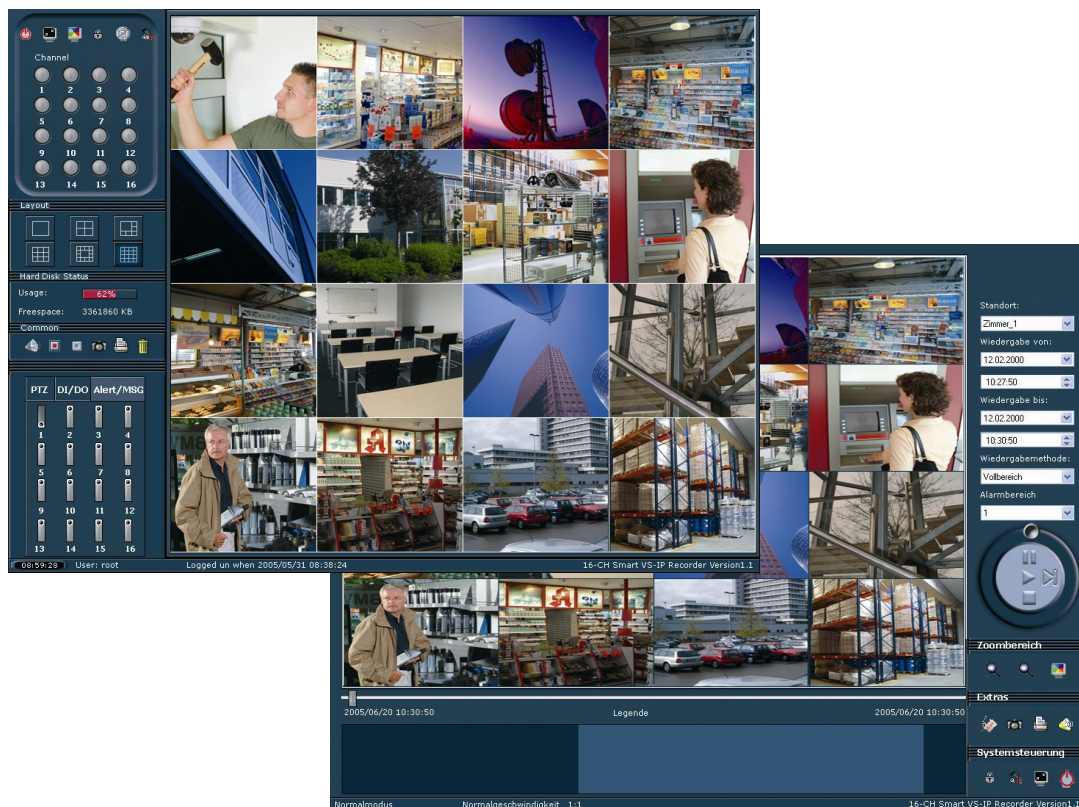 Channel
1 2 3 4
5 6 7 8
9 10 11 12
13 14 15 16
Layout
Hard Disk Status
Usage: 62%
Freespace: 3361860 KB
Common
PTZ DI/DO Alert/MSG
1 2 3 4
5 6 7 8
9 10 11 12
13 14 15 16
08:59:28 User: root Logged un when 2005/05/31 08:38:24 16-CH Smart VS-IP Recorder Version1.1
Kasse
Kasse
Standort:
Zimmer_1
Wiedergabe von:
12.02.2000
10:27:50
Wiedergabe bis:
12.02.2000
10:30:50
Wiedergabemethode:
Vollbereich
Alarmbereich
1
Zoombereich
Extras
Systemsteuerung
2005/06/20 10:30:50 Legende 2005/06/20 10:30:50
Normalmodus Normalgeschwindigkeit 1:1 16-CH Smart VS-IP Recorder Version1.1